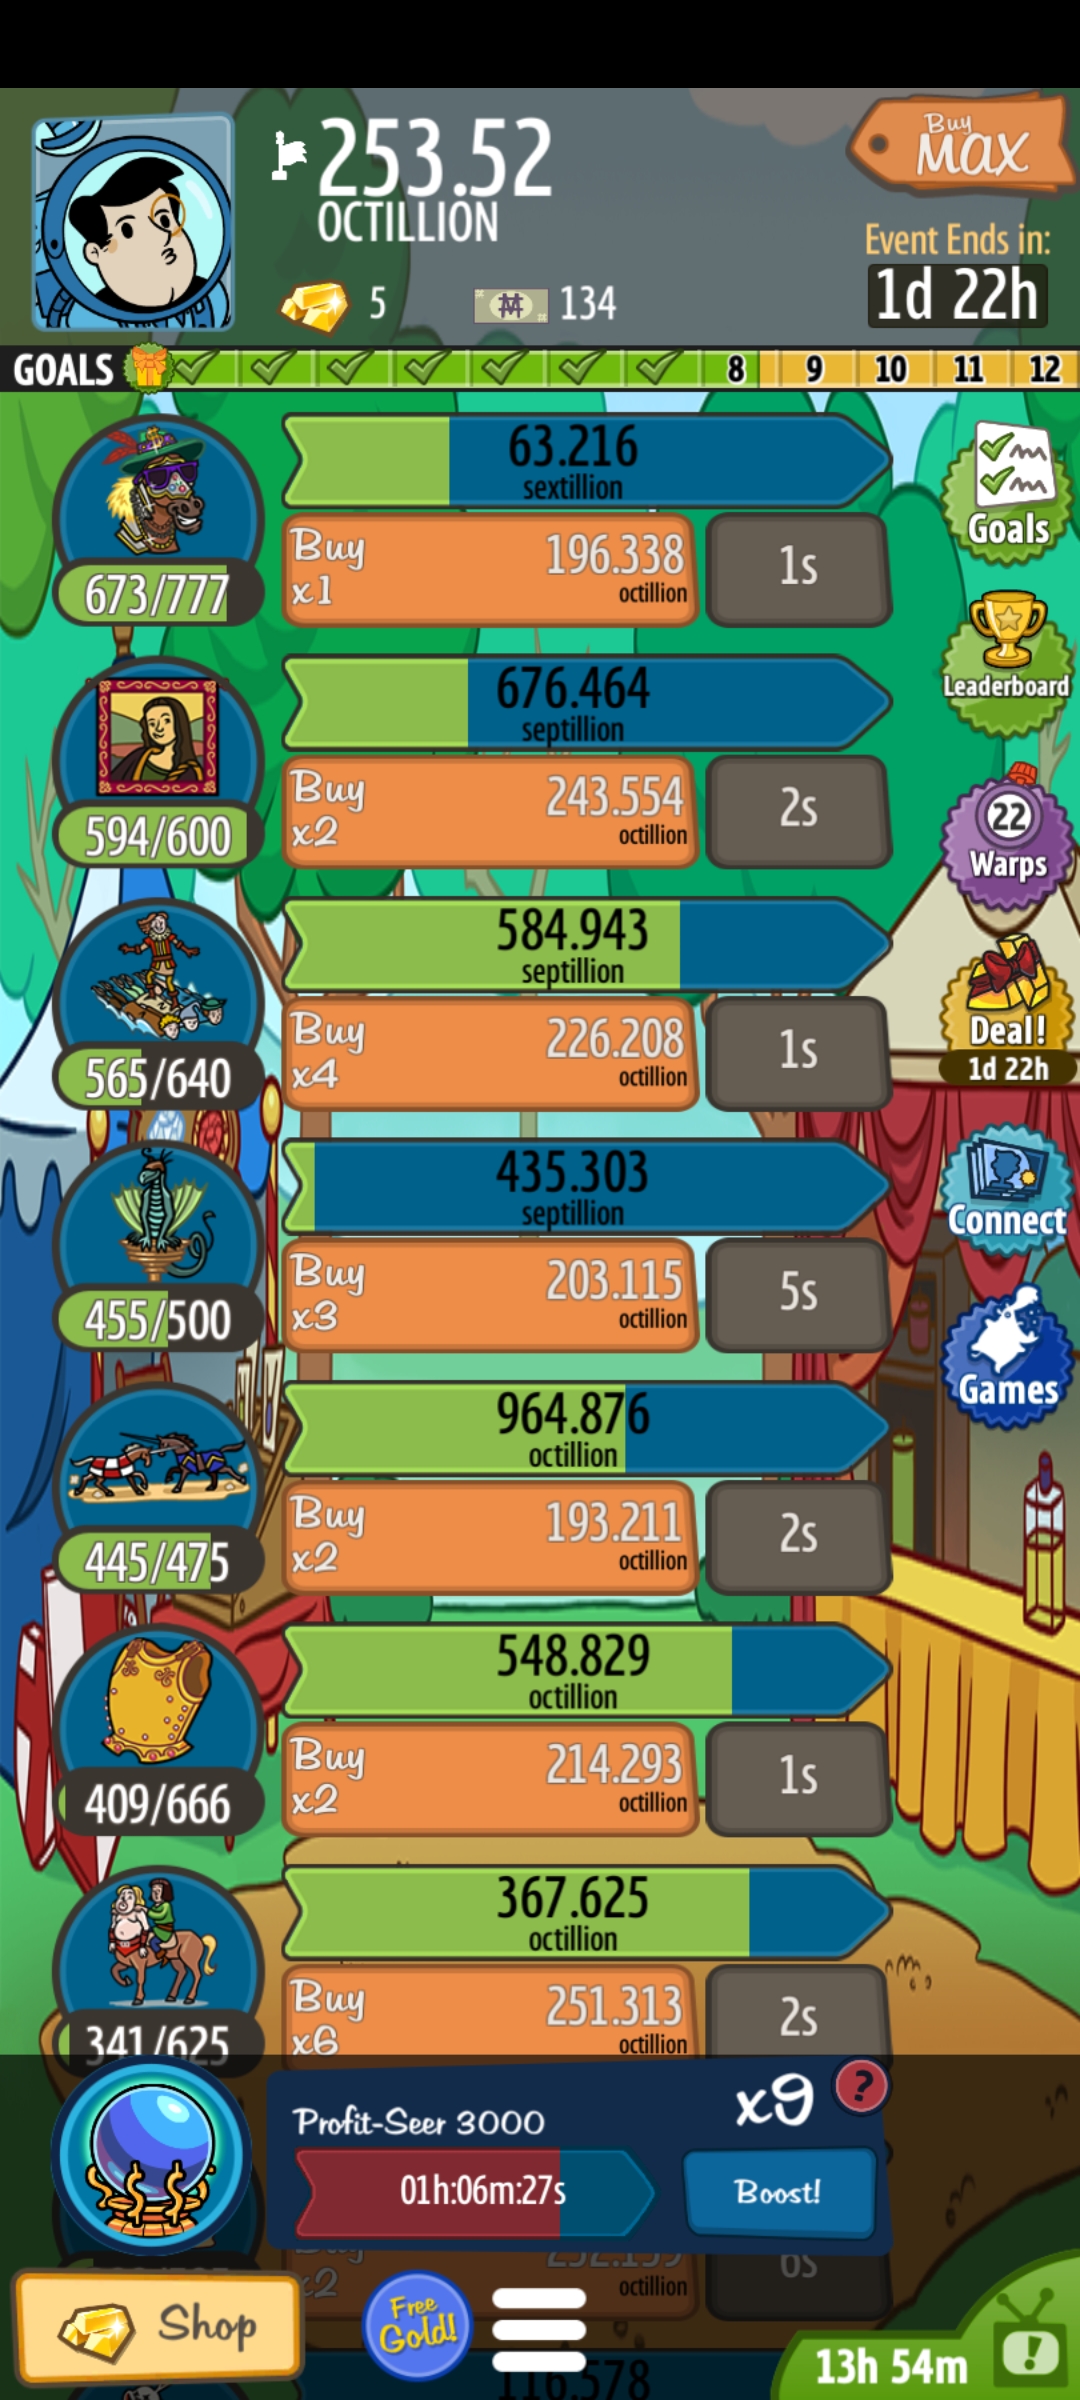 253.52
OCTILLION
Buy
MAX
Event Ends in:
1d 22h
5
134
GOALS 8 9 10 11 12
63.216
sextillion
673/777
Buy
x1
196.338
octillion
1s
Goals
676.464
septillion
594/600
Buy
x2
243.554
octillion
2s
Leaderboard
22
Warps
584.943
septillion
565/640
Buy
x4
226.208
octillion
1s
Deal!
1d 22h
435.303
septillion
455/500
Buy
x3
203.115
octillion
5s
Connect
964.876
octillion
445/475
Buy
x2
193.211
octillion
2s
Games
548.829
octillion
409/666
Buy
x2
214.293
octillion
1s
367.625
octillion
341/625
Buy
x6
251.313
octillion
2s
Profit-Seer 3000
x9
?
01h:06m:27s
Boost!
Buy
x2
octillion
6s
Shop
Free
Gold!
116.578
13h 54m
!